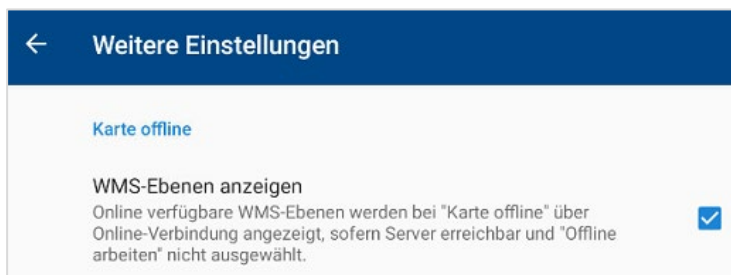 Weitere Einstellungen
Karte offline
WMS-Ebenen anzeigen
Online verfügbare WMS-Ebenen werden bei "Karte offline" über
Online-Verbindung angezeigt, sofern Server erreichbar und "Offline
arbeiten" nicht ausgewählt.